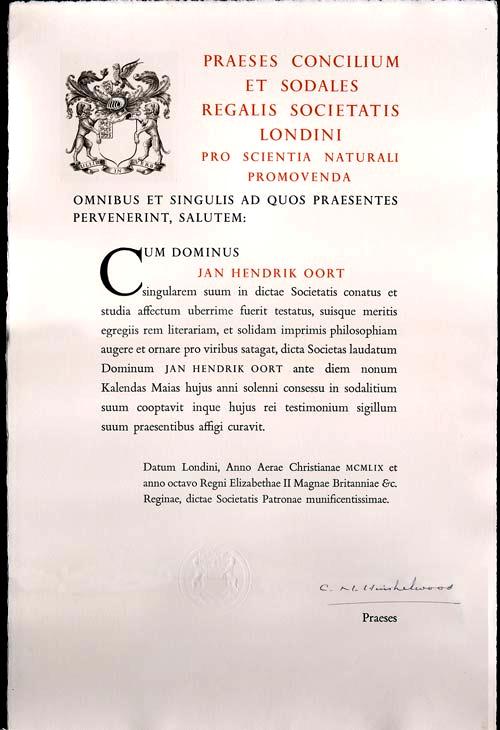 PRAESES CONCILIUM
ET SODALES
REGALIS SOCIETATIS
LONDINI
PRO SCIENTIA NATURALI
PROMOVENDA
NULLIUS IN VERBA
OMNIBUS ET SINGULIS AD QUOS PRAESENTES
PERVENERINT, SALUTEM:
CUM DOMINUS
JAN HENDRIK OORT
singularem suum in dictae Societatis conatus et
studia affectum uberrime fuerit testatus, suisque meritis
egregiis rem literariam, et solidam imprimis philosophiam
augere et ornare pro viribus satagat, dicta Societas laudatum
Dominum JAN HENDRIK OORT ante diem nonum
Kalendas Maias hujus anni solenni consessu in sodalitium
suum cooptavit inque hujus rei testimonium sigillum
suum praesentibus affigi curavit.
Datum Londini, Anno Aerae Christianae MCMLIX et
anno octavo Regni Elizabethae II Magnae Britanniae &c.
Reginae, dictae Societatis Patronae munificentissimae.
C. N. Hinshelwood
Praeses